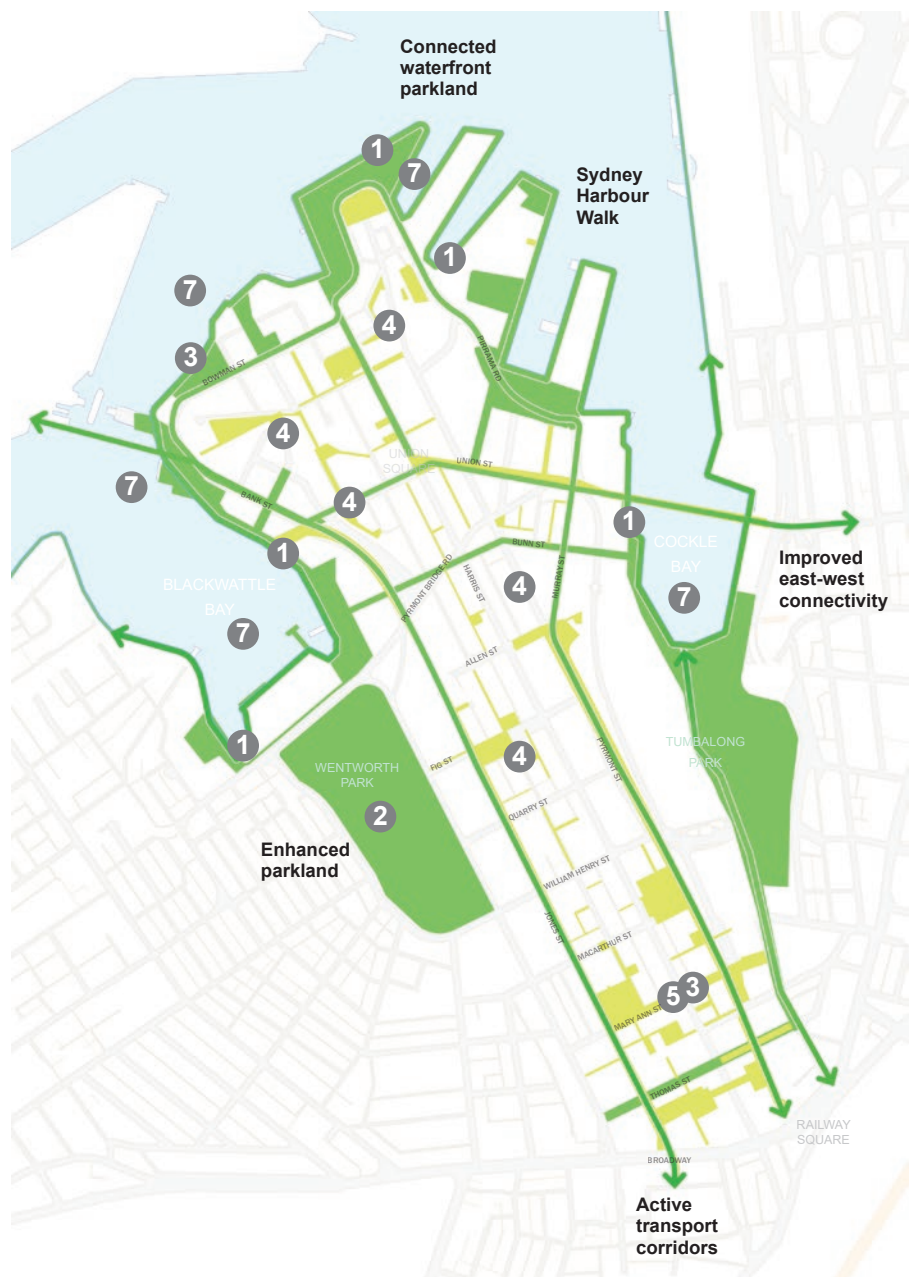 Connected
waterfront
parkland
1
7
Sydney
Harbour
Walk
1
7
4
3
BOWMAN ST
PIRRAMA RD
4
UNION
SQUARE
UNION ST
7
BANK ST
4
1
COCKLE
BAY
1
BUNN ST
Improved
east-west
connectivity
BLACKWATTLE
BAY
7
PYRMONT BRIDGE RD
HARRIS ST
4
MURRAY ST
7
ALLEN ST
1
WENTWORTH
PARK
FIG ST
4
PYRMONT ST
TUMBALONG
PARK
2
QUARRY ST
Enhanced
parkland
WILLIAM HENRY ST
JONES ST
MACARTHUR ST
5
3
MARY ANN ST
THOMAS ST
RAILWAY
SQUARE
BROADWAY
Active
transport
corridors